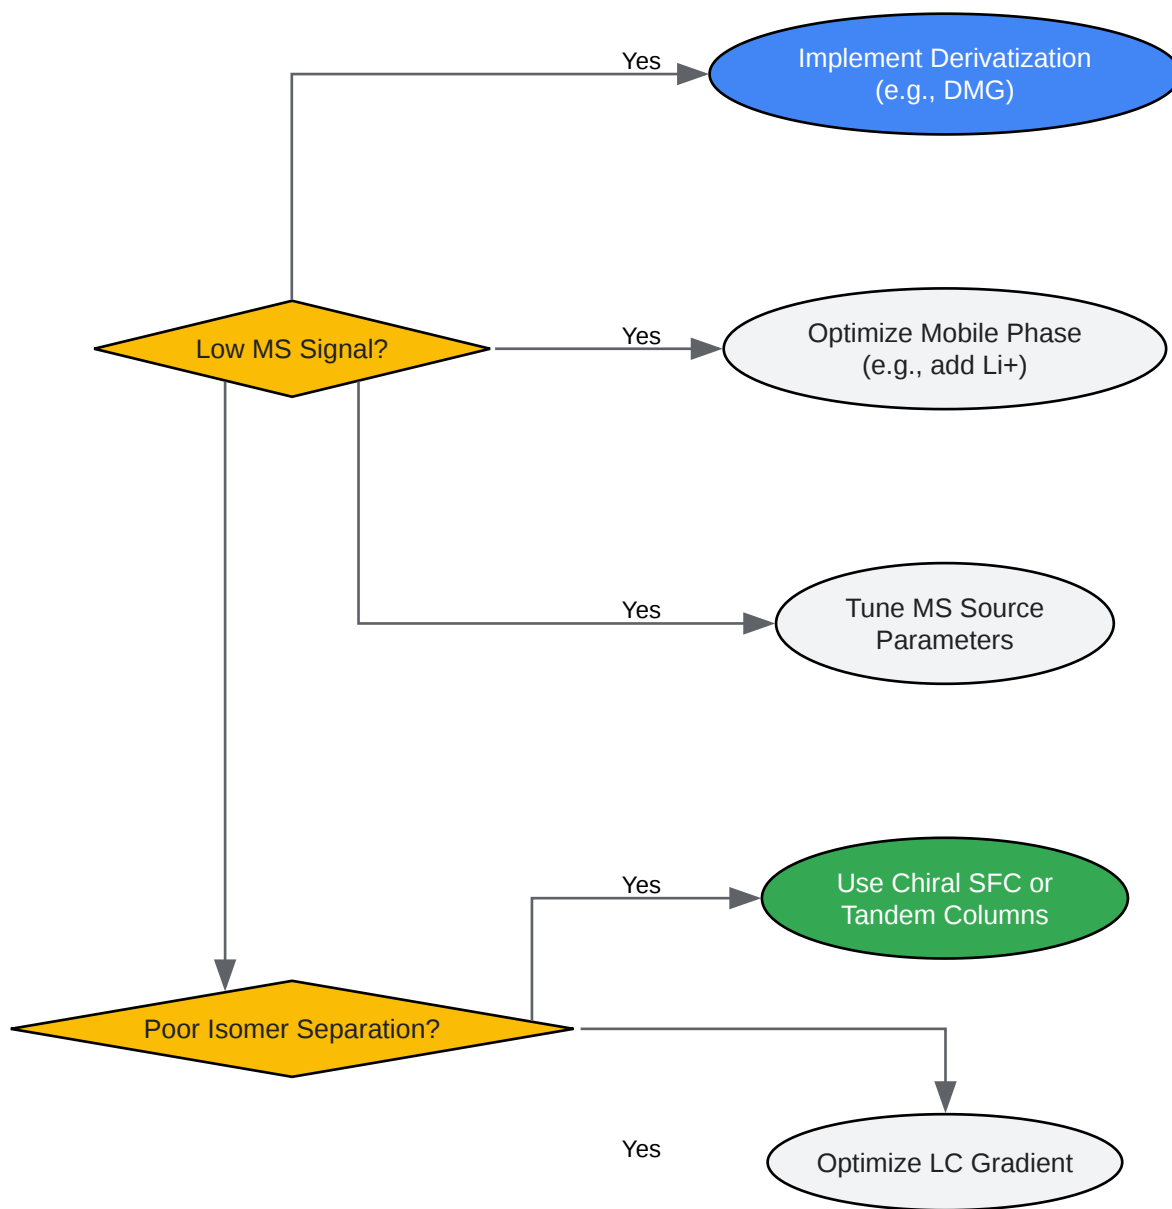 Yes
Implement Derivatization
(e.g., DMG)
Low MS Signal?
Yes
Optimize Mobile Phase
(e.g., add Li+)
Yes
Tune MS Source
Parameters
Yes
Use Chiral SFC or
Tandem Columns
Poor Isomer Separation?
Yes
Optimize LC Gradient